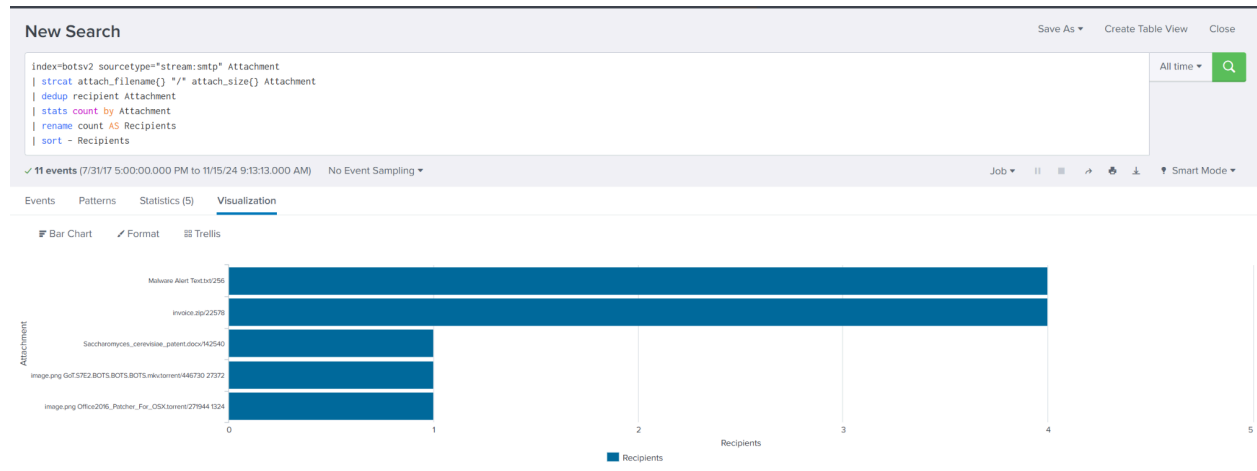 New Search
Save As ▾ Create Table View Close
index=botsv2 sourcetype="stream:smtp" Attachment
| strcat attach_filename{} "/" attach_size{} Attachment
| dedup recipient Attachment
| stats count by Attachment
| rename count AS Recipients
| sort - Recipients
All time ▾
✓ 11 events (7/31/17 5:00:00.000 PM to 11/15/24 9:13:13.000 AM) No Event Sampling ▾
Job ▾ Smart Mode ▾
Events Patterns Statistics (5) Visualization
Bar Chart Format Trellis
Malware Alert Text.txt/256
invoice.zip/22578
Saccharomyces_cerevisiae_patent.docx/142540
image.png GoT.S7E2.BOTS.BOTS.BOTS.mkv.torrent/446730 27372
image.png Office2016_Patcher_For_OSX.torrent/271944 1324
Attachment
0 1 2 3 4 5
Recipients
Recipients